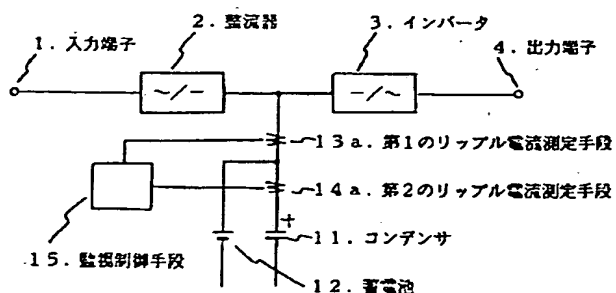 2．整流器
3．インバータ
1．入力端子
4．出力端子
～／－
－／～
13a．第1のリップル電流測定手段
14a．第2のリップル電流測定手段
＋
11．コンデンサ
15．監視制御手段
12．蓄電池